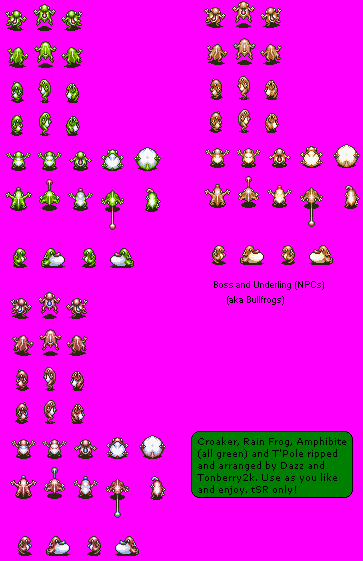 Boss and Underling (NPCs)
(aka Bullfrogs)
Croaker, Rain Frog, Amphibite
(all green) and T'Pole ripped
and arranged by Dazz and
Tonberry2k. Use as you like
and enjoy. tSR only!